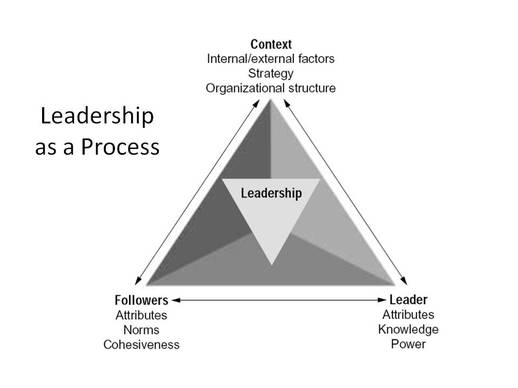 Context
Internal/external factors
Strategy
Organizational structure
Leadership
as a Process
Leadership
Followers
Attributes
Norms
Cohesiveness
Leader
Attributes
Knowledge
Power